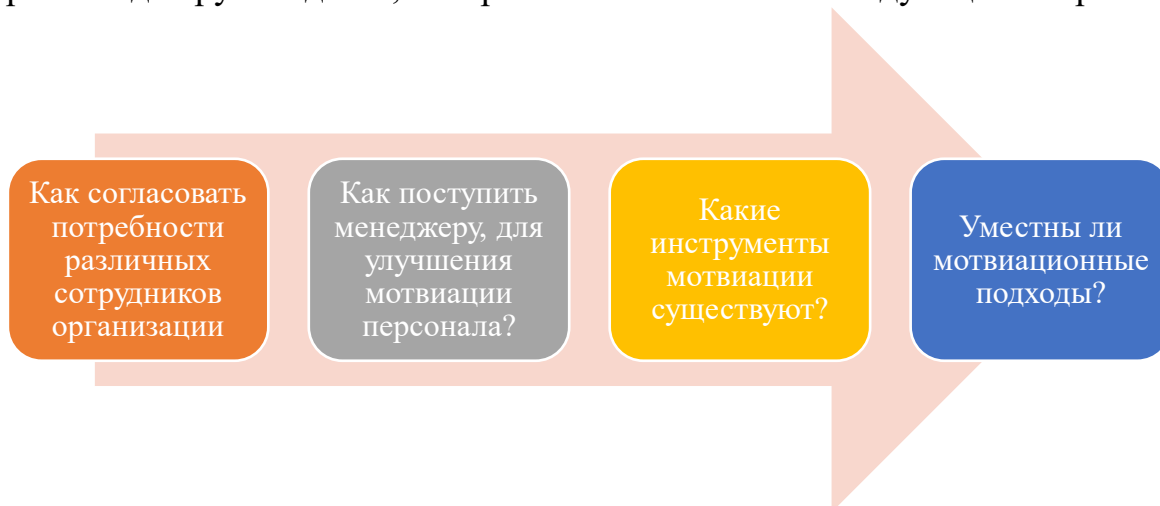 Как согласовать
потребности
различных
сотрудников
организации
Как поступить
менеджеру, для
улучшения
мотвиации
персонала?
Какие
инструменты
мотвиации
существуют?
Уместны ли
мотвиационные
подходы?